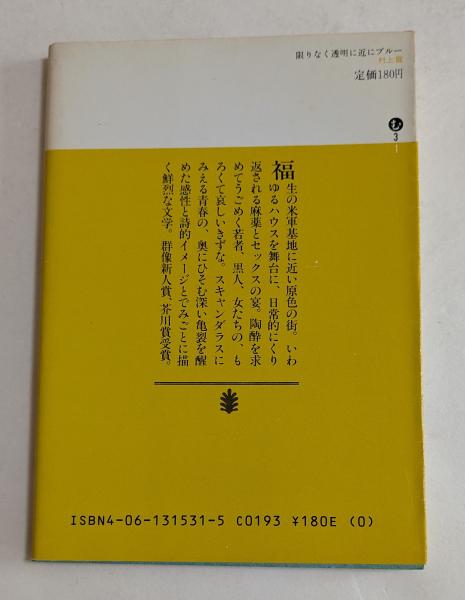 限りなく透明に近いブルー
村上龍
定価180円
む
3
1
福生の米軍基地に近い原色の街。いわ
ゆるハウスを舞台に、日常的にくり
返される麻薬とセックスの宴。陶酔を求
めてうごめく若者、黒人、女たちの、も
ろくて哀しいきずな。スキャンダラスに
みえる青春の、奥にひそむ深い亀裂を醒
めた感性と詩的イメージとでみごとに描
く鮮烈な文学。群像新人賞、芥川賞受賞。
ISBN4-06-131531-5 C0193 ¥180E (0)